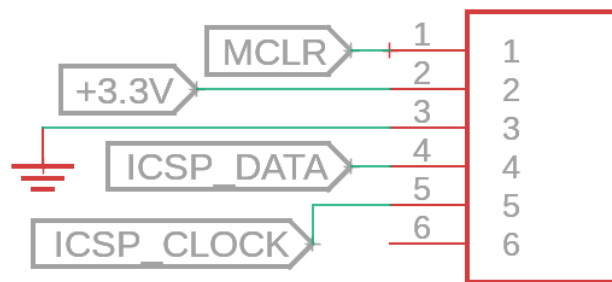 MCLR 1 1
+3.3V 2 2
3 3
ICSP_DATA 4 4
5 5
ICSP_CLOCK 6 6